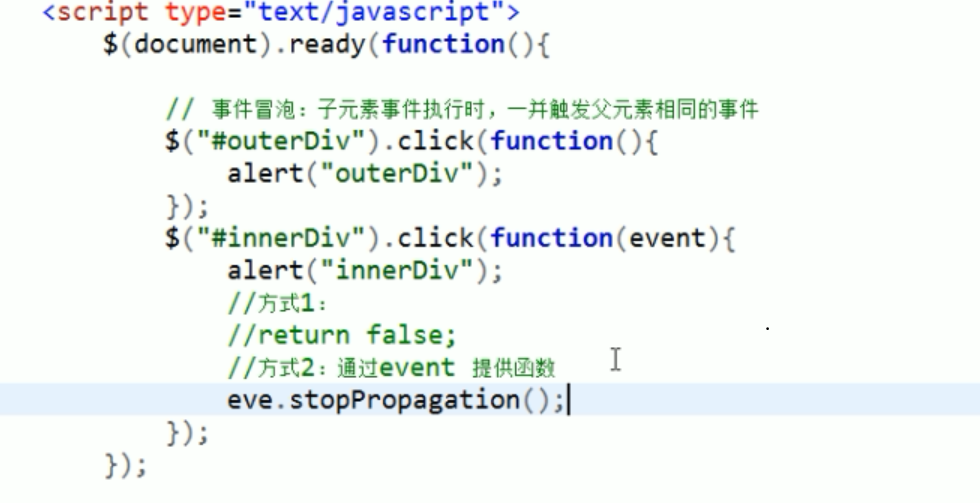 <script type="text/javascript">
$(document).ready(function(){
// 事件冒泡：子元素事件执行时，一并触发父元素相同的事件
$("#outerDiv").click(function(){
alert("outerDiv");
});
$("#innerDiv").click(function(event){
alert("innerDiv");
//方式1：
//return false;
//方式2：通过event 提供函数
eve.stopPropagation();
});
});